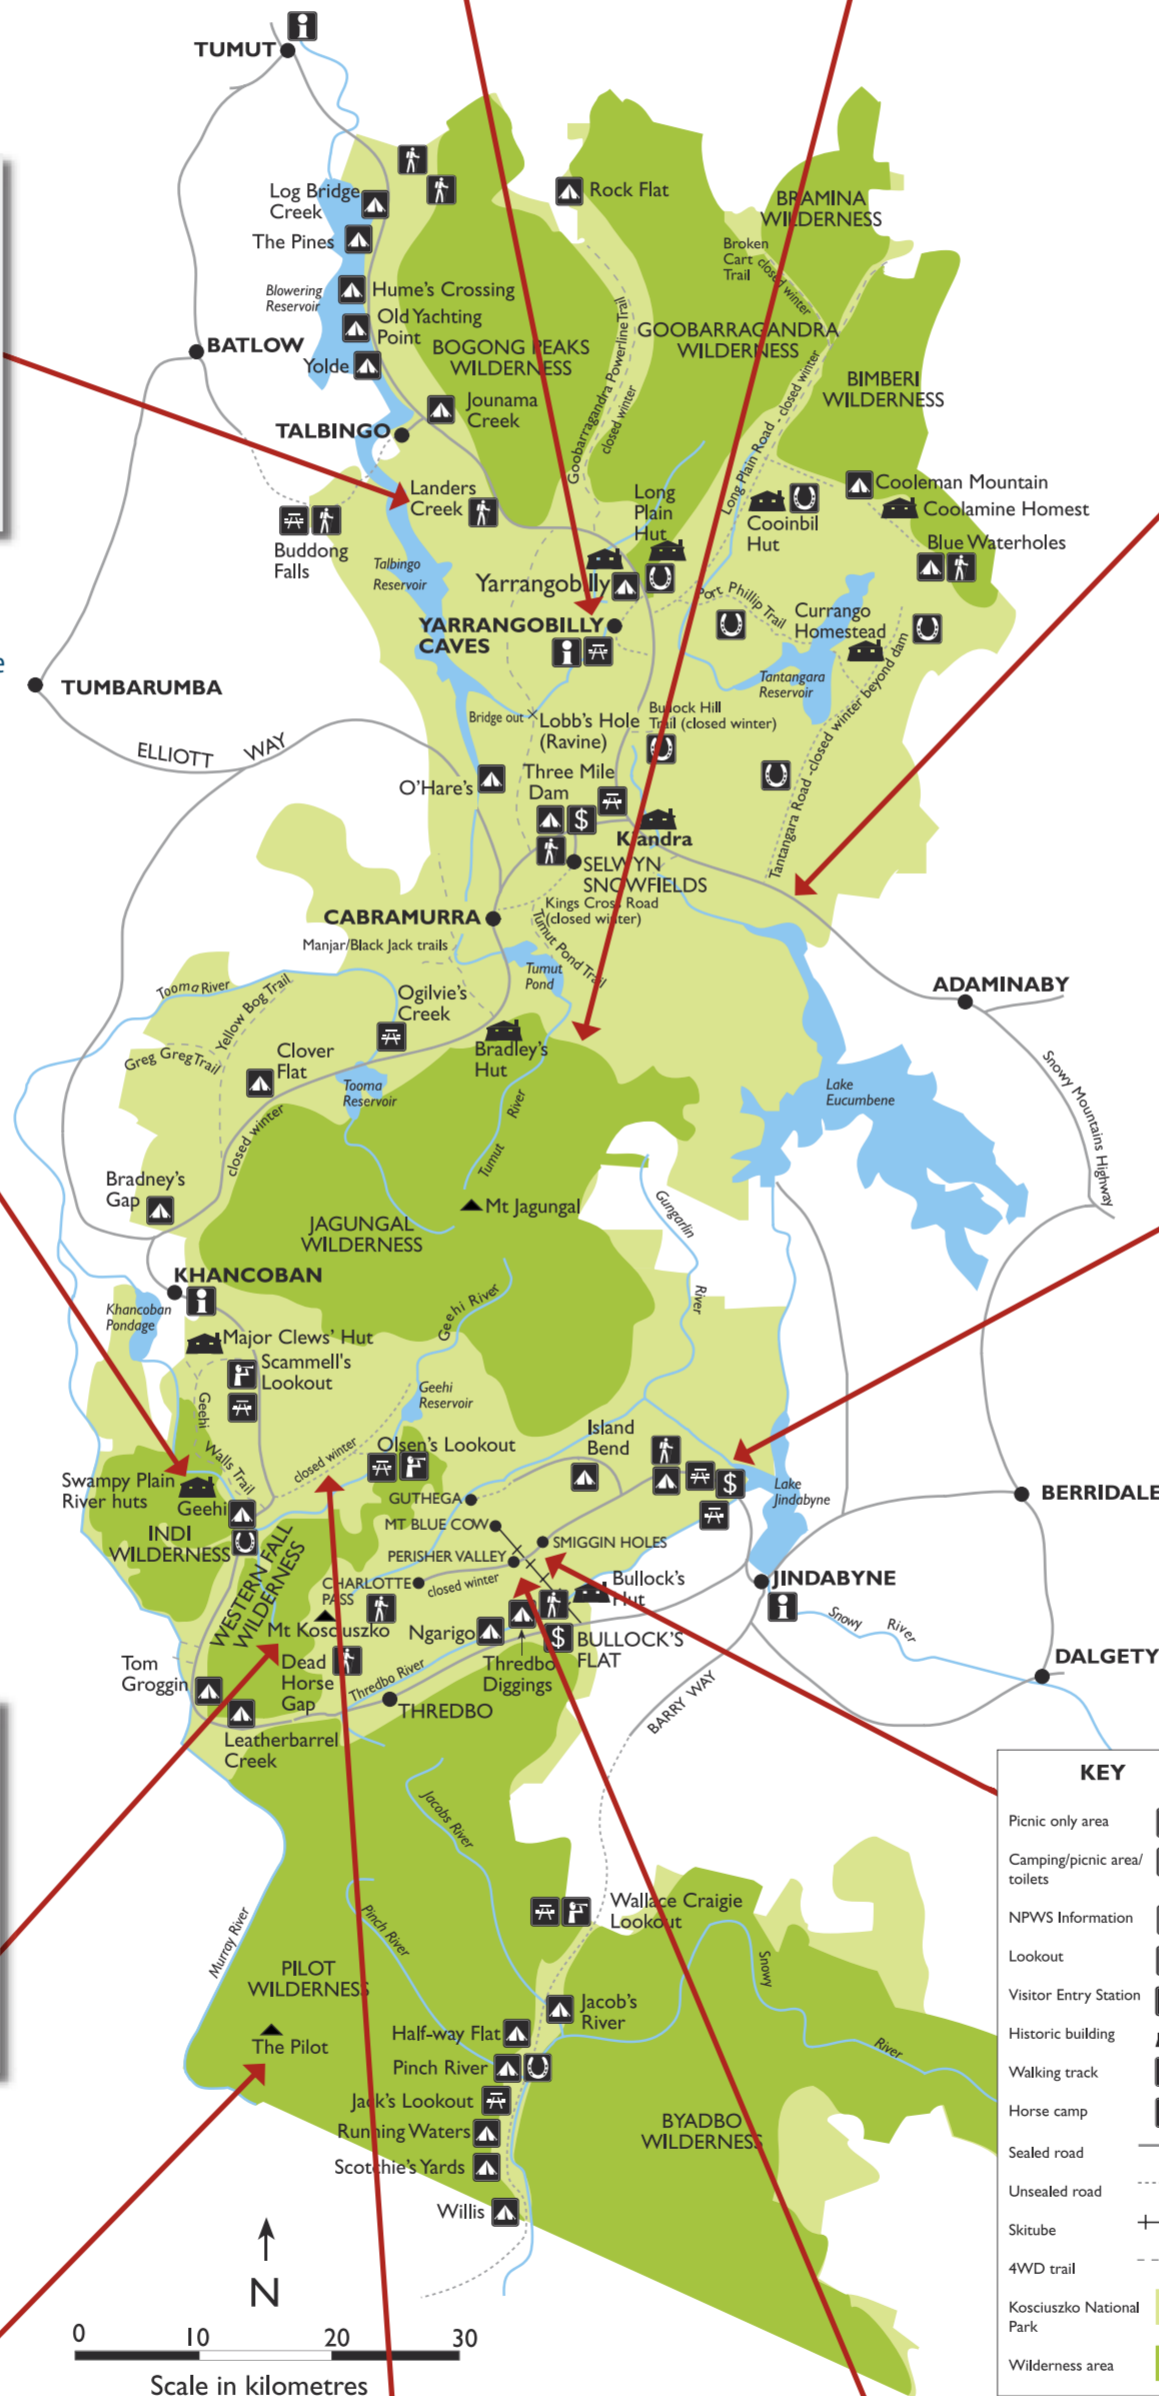 TUMUT
Log Bridge
Creek
Rock Flat
BRAMINA
WILDERNESS
The Pines
Broken
Cart
Trail
closed winter
Blowering
Reservoir
Hume's Crossing
Old Yachting
Point
Goobarragandra Powerline Trail
closed winter
GOOBARRAGANDRA
WILDERNESS
BATLOW
BOGONG PEAKS
WILDERNESS
Yolde
BIMBERI
WILDERNESS
Jounama
Creek
Long Plain Road - closed winter
TALBINGO
Landers
Creek
Long
Plain
Hut
Cooleman Mountain
Cooinbil
Hut
Coolamine Homest
Buddong
Falls
Blue Waterholes
Talbingo
Reservoir
Yarrangobilly
Port Phillip Trail
Currango
Homestead
YARRANGOBILLY
CAVES
e
TUMBARUMBA
Tantangara
Reservoir
Tantangara Road - closed winter beyond dam
Bridge out
Lobb's Hole
(Ravine)
Bullock Hill
Trail (closed winter)
ELLIOTT WAY
O'Hare's
Three Mile
Dam
$
Kiandra
SELWYN
SNOWFIELDS
Kings Cross Road
(closed winter)
CABRAMURRA
Manjar/Black Jack trails
Tumut Pond Trail
Tumut
Pond
Tooma River
Yellow Bog Trail
Ogilvie's
Creek
ADAMINABY
Greg Greg Trail
Clover
Flat
Bradley's
Hut
Tooma
Reservoir
Lake
Eucumbene
Snowy Mountains Highway
closed winter
Tumut River
Bradney's
Gap
Mt Jagungal
Gungarlin River
JAGUNGAL
WILDERNESS
KHANCOBAN
Khancoban
Pondage
Geehi River
Major Clews' Hut
Scammell's
Lookout
Geehi Walls Trail
Geehi
Reservoir
Island
Bend
closed winter
Olsen's Lookout
Swampy Plain
River huts
Geehi
GUTHEGA
$
Lake
Jindabyne
BERRIDALE
INDI
WILDERNESS
MT BLUE COW
SMIGGIN HOLES
PERISHER VALLEY
WESTERN FALL
WILDERNESS
CHARLOTTE
PASS
closed winter
Bullock's
Hut
JINDABYNE
Mt Kosciuszko
Ngarigo
$
BULLOCK'S
FLAT
Snowy River
Tom
Groggin
Dead
Horse
Gap
Thredbo River
Thredbo
Diggings
DALGETY
BARRY WAY
THREDBO
Leatherbarrel
Creek
Jacobs River
Wallace Craigie
Lookout
Pinch River
Murray River
Snowy River
PILOT
WILDERNESS
Jacob's
River
The Pilot
Half-way Flat
Pinch River
Jack's Lookout
Running Waters
BYADBO
WILDERNESS
Scotchie's Yards
Willis
N
0 10 20 30
Scale in kilometres
KEY
Picnic only area
Camping/picnic area/
toilets
NPWS Information
Lookout
Visitor Entry Station
Historic building
Walking track
Horse camp
Sealed road
Unsealed road
Skitube
4WD trail
Kosciuszko National
Park
Wilderness area